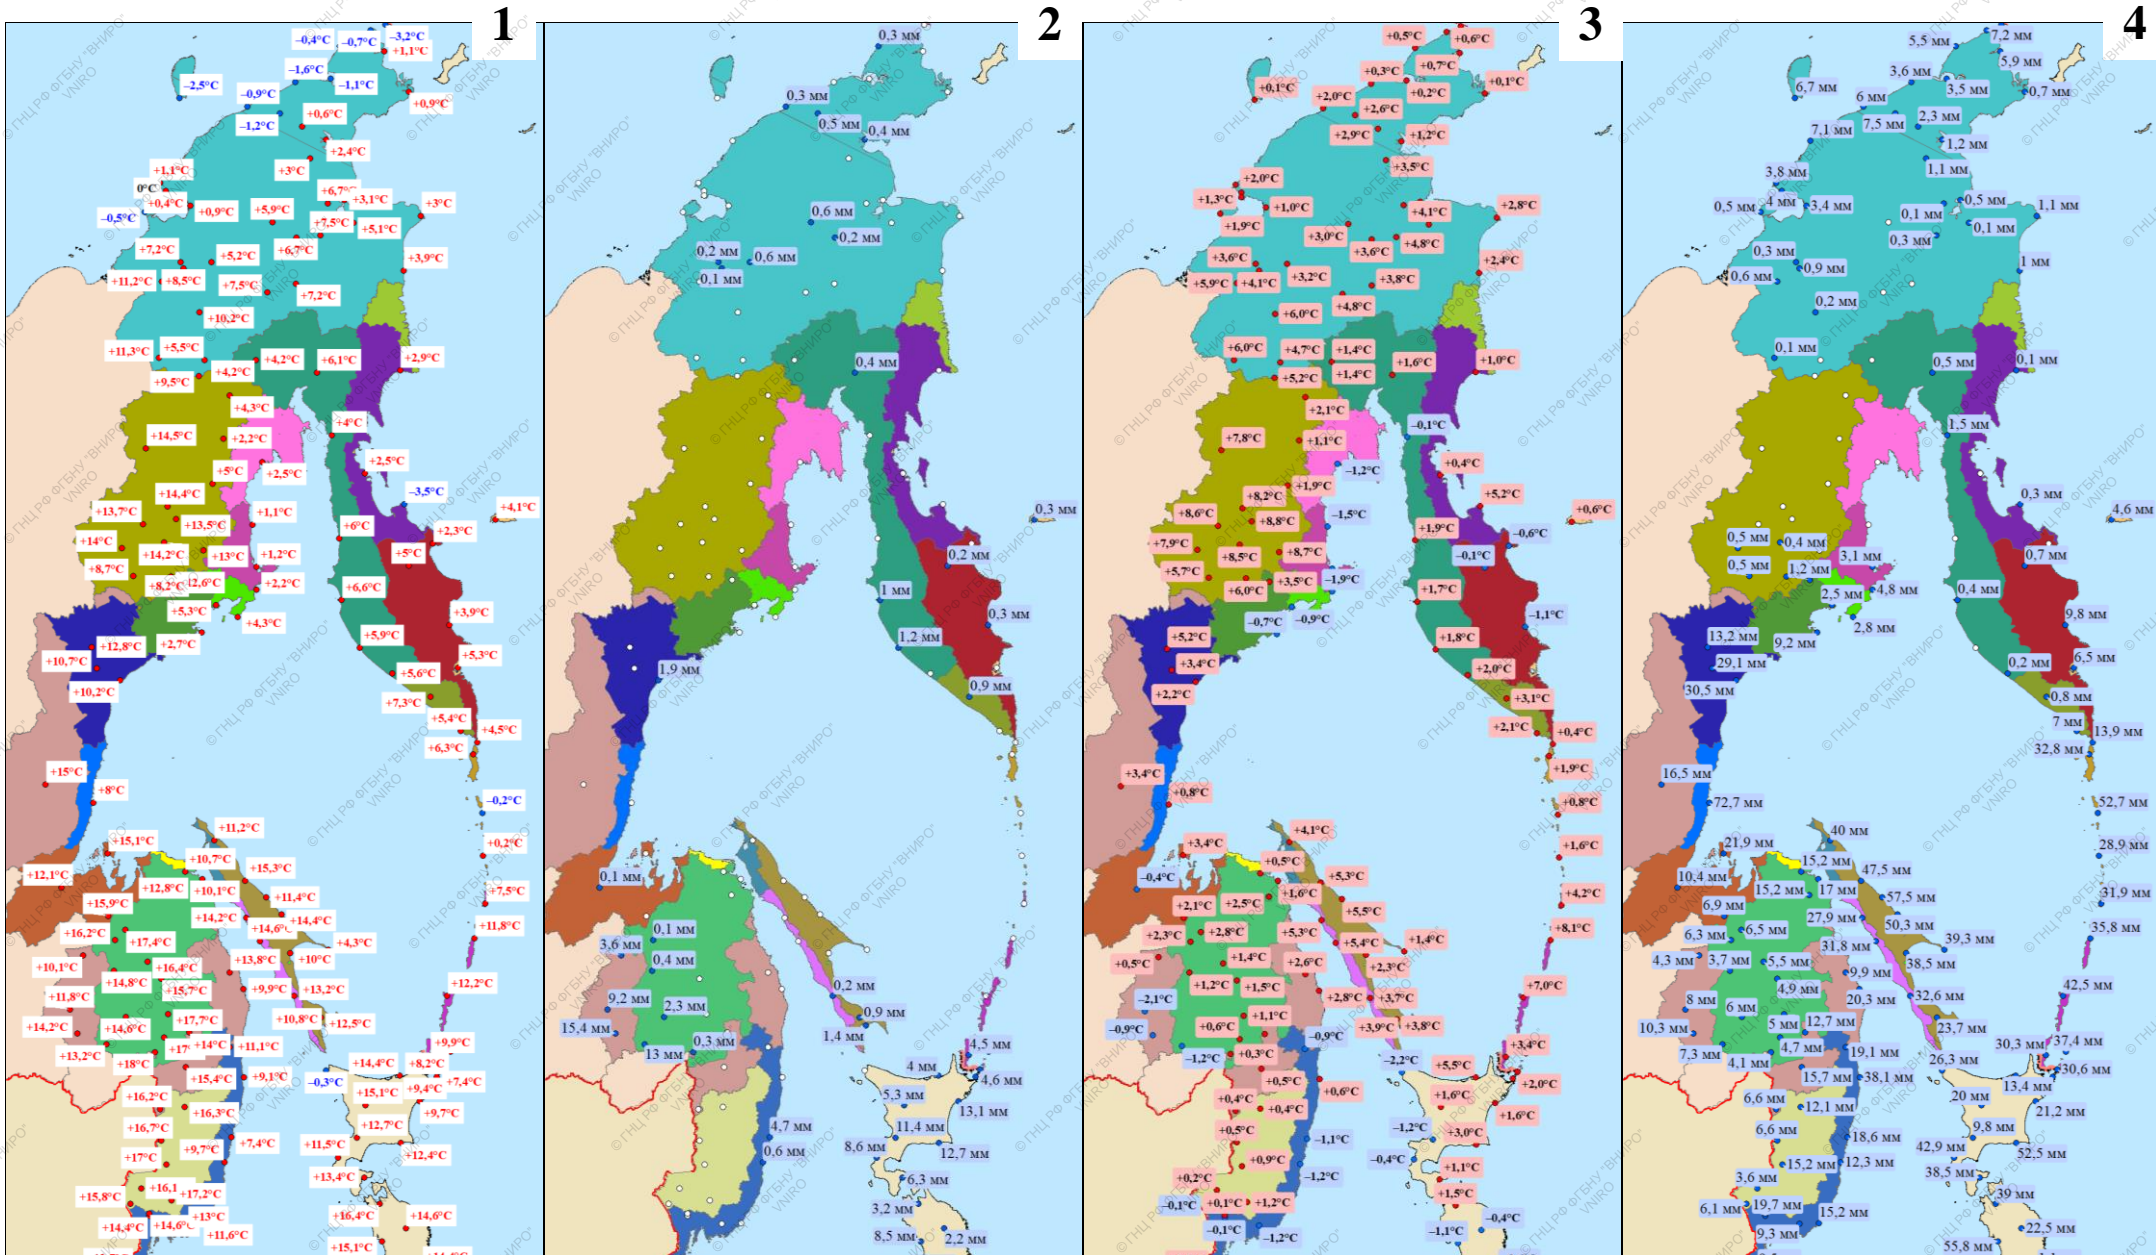 1
–0,4°C –0,7°C –3,2°C
+1,1°C
–1,6°C
–2,5°C –1,1°C
–0,9°C +0,9°C
+0,6°C
–1,2°C
+2,4°C
+1,1°C +3°C
0°C +6,7°C
+0,4°C +0,9°C +5,9°C +3,1°C +3°C
–0,5°C +7,5°C +5,1°C
+7,2°C +5,2°C +6,7°C +3,9°C
+11,2°C +8,5°C +7,5°C +7,2°C
+10,2°C
+11,3°C +5,5°C +4,2°C +6,1°C +2,9°C
+9,5°C +4,2°C
+4,3°C
+14,5°C +2,2°C +4°C
+5°C +2,5°C +2,5°C
+14,4°C –3,5°C
+13,7°C +13,5°C +1,1°C +4,1°C
+14°C +6°C +2,3°C
+14,2°C +13°C +1,2°C +5°C
+8,7°C +8,2°C +2,2°C +6,6°C
+5,3°C +4,3°C +3,9°C
+12,8°C +2,7°C +5,9°C
+10,7°C +5,3°C
+10,2°C +5,6°C
+7,3°C
+5,4°C +4,5°C
+6,3°C
+15°C
+8°C –0,2°C
+11,2°C
+15,1°C +0,2°C
+10,7°C
+12,1°C +15,3°C
+12,8°C +10,1°C +7,5°C
+15,9°C +11,4°C
+14,2°C +14,4°C +11,8°C
+16,2°C +17,4°C +14,6°C +4,3°C
+10,1°C +16,4°C +13,8°C +10°C
+14,8°C +12,2°C
+11,8°C +15,7°C +9,9°C +13,2°C
+14,2°C +14,6°C +17,7°C +10,8°C +12,5°C
+13,2°C +14°C +11,1°C +9,9°C
+18°C +14,4°C +8,2°C
+15,4°C +9,1°C –0,3°C +9,4°C +7,4°C
+16,2°C +16,3°C +15,1°C +9,7°C
+16,7°C +12,7°C
+9,7°C +7,4°C +11,5°C +12,4°C
+17°C
+15,8°C +17,2°C +13,4°C
+13°C +16,4°C +14,6°C
+14,4°C +14,6°C +11,6°C
+15,1°C
2
0,3 мм
0,3 мм
0,5 мм 0,4 мм
0,6 мм
0,2 мм
0,2 мм 0,6 мм
0,1 мм
0,4 мм
0,3 мм
0,2 мм
1 мм
0,3 мм
1,2 мм
1,9 мм
0,9 мм
0,1 мм
0,1 мм
3,6 мм
0,4 мм
0,2 мм
9,2 мм 2,3 мм 0,9 мм
15,4 мм 1,4 мм
13 мм 0,3 мм
4 мм 4,5 мм
4,6 мм
5,3 мм 13,1 мм
4,7 мм 11,4 мм
0,6 мм 8,6 мм 12,7 мм
6,3 мм
3,2 мм
8,5 мм 2,2 мм
3
+0,5°C +0,6°C
+0,7°C
+0,3°C
+0,1°C +0,2°C +0,1°C
+2,0°C +2,6°C
+2,9°C +1,2°C
+3,5°C
+2,0°C
+1,3°C +1,0°C +4,1°C +2,8°C
+1,9°C +3,0°C +4,8°C
+3,6°C +3,6°C +2,4°C
+5,9°C +4,1°C +3,2°C +3,8°C
+4,8°C
+6,0°C
+6,0°C +4,7°C +1,4°C +1,6°C +1,0°C
+5,2°C +1,4°C
+2,1°C
+7,8°C +1,1°C –0,1°C
–1,2°C +0,4°C
+1,9°C
+8,2°C +5,2°C
+8,6°C +8,8°C –1,5°C +1,9°C +0,6°C
+7,9°C –0,6°C
+8,5°C +8,7°C –0,1°C
+5,7°C +3,5°C –1,9°C
+6,0°C +1,7°C
–0,7°C –0,9°C –1,1°C
+5,2°C +1,8°C
+3,4°C +2,0°C
+2,2°C +3,1°C
+2,1°C +0,4°C
+3,4°C +1,9°C
+0,8°C +0,8°C
+4,1°C
+3,4°C +1,6°C
+0,5°C
–0,4°C +5,3°C
+2,1°C +2,5°C +1,6°C +4,2°C
+5,5°C
+2,3°C +2,8°C +5,3°C +8,1°C
+5,4°C +1,4°C
+0,5°C +1,4°C +2,6°C +2,3°C
+1,2°C +1,5°C +7,0°C
–2,1°C +2,8°C +3,7°C
–0,9°C +0,6°C +1,1°C +3,9°C +3,8°C
–0,9°C +3,4°C
–1,2°C +0,3°C –2,2°C +5,5°C
+0,5°C +0,6°C +2,0°C
+0,4°C +0,4°C +1,6°C +1,6°C
+0,5°C –1,1°C –1,2°C +3,0°C
+0,9°C –0,4°C +1,1°C
+0,2°C –1,2°C
–0,1°C +0,1°C +1,2°C +1,5°C
–0,1°C –1,2°C –1,1°C –0,4°C
4
7,2 мм
5,5 мм
5,9 мм
3,6 мм
6,7 мм 3,5 мм 0,7 мм
6 мм
7,1 мм 7,5 мм 2,3 мм
1,2 мм
3,8 мм 1,1 мм
0,5 мм 4 мм 3,4 мм 0,5 мм 1,1 мм
0,1 мм 0,1 мм
0,3 мм 0,3 мм
0,6 мм 0,9 мм 1 мм
0,2 мм
0,1 мм 0,5 мм 0,1 мм
1,5 мм
0,3 мм
4,6 мм
0,5 мм 0,4 мм
0,5 мм 1,2 мм 3,1 мм 0,7 мм
2,5 мм 4,8 мм 0,4 мм
2,8 мм 9,8 мм
13,2 мм 9,2 мм
29,1 мм 0,2 мм 6,5 мм
30,5 мм 0,8 мм
7 мм 13,9 мм
32,8 мм
16,5 мм
72,7 мм 52,7 мм
40 мм
21,9 мм 28,9 мм
15,2 мм
10,4 мм 47,5 мм
15,2 мм 17 мм 31,9 мм
6,9 мм 57,5 мм
27,9 мм 50,3 мм 35,8 мм
6,3 мм 6,5 мм 31,8 мм 39,3 мм
4,3 мм 3,7 мм 5,5 мм 38,5 мм
9,9 мм
4,9 мм 42,5 мм
8 мм 6 мм 20,3 мм 32,6 мм
10,3 мм 5 мм 12,7 мм 23,7 мм
7,3 мм 4,7 мм 19,1 мм 30,3 мм 37,4 мм
4,1 мм 26,3 мм 30,6 мм
15,7 мм 38,1 мм 13,4 мм
6,6 мм 12,1 мм 20 мм 21,2 мм
6,6 мм 18,6 мм 9,8 мм
15,2 мм 12,3 мм 42,9 мм 52,5 мм
3,6 мм 38,5 мм
6,1 мм 19,7 мм 15,2 мм 39 мм
9,3 мм 22,5 мм
55,8 мм
© ГНЦ РФ ФГБНУ "ВНИРО"
VNIRO